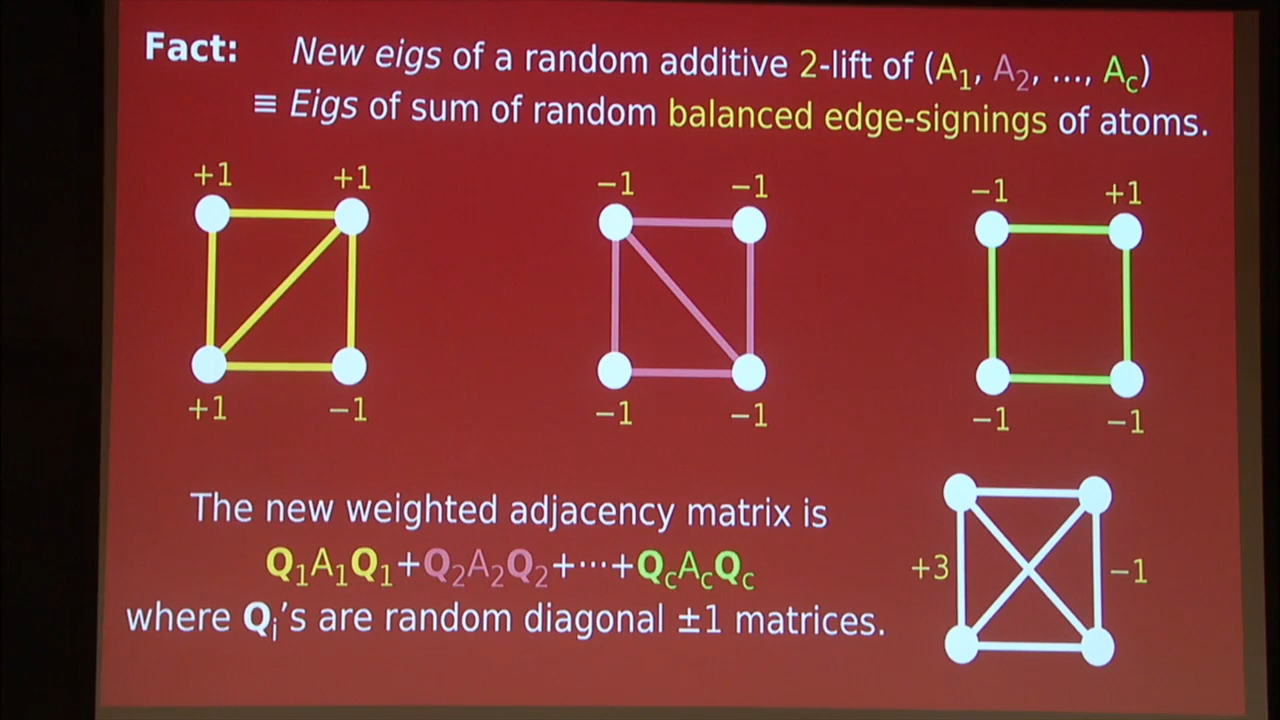 Fact: New eigs of a random additive 2-lift of (A₁, A₂, ..., A_c)
≡ Eigs of sum of random balanced edge-signings of atoms.
+1 +1 −1 −1 −1 +1
+1 −1 −1 −1 −1 −1
The new weighted adjacency matrix is
Q₁A₁Q₁+Q₂A₂Q₂+⋯+Q_cA_cQ_c
+3 −1
where Qᵢ's are random diagonal ±1 matrices.